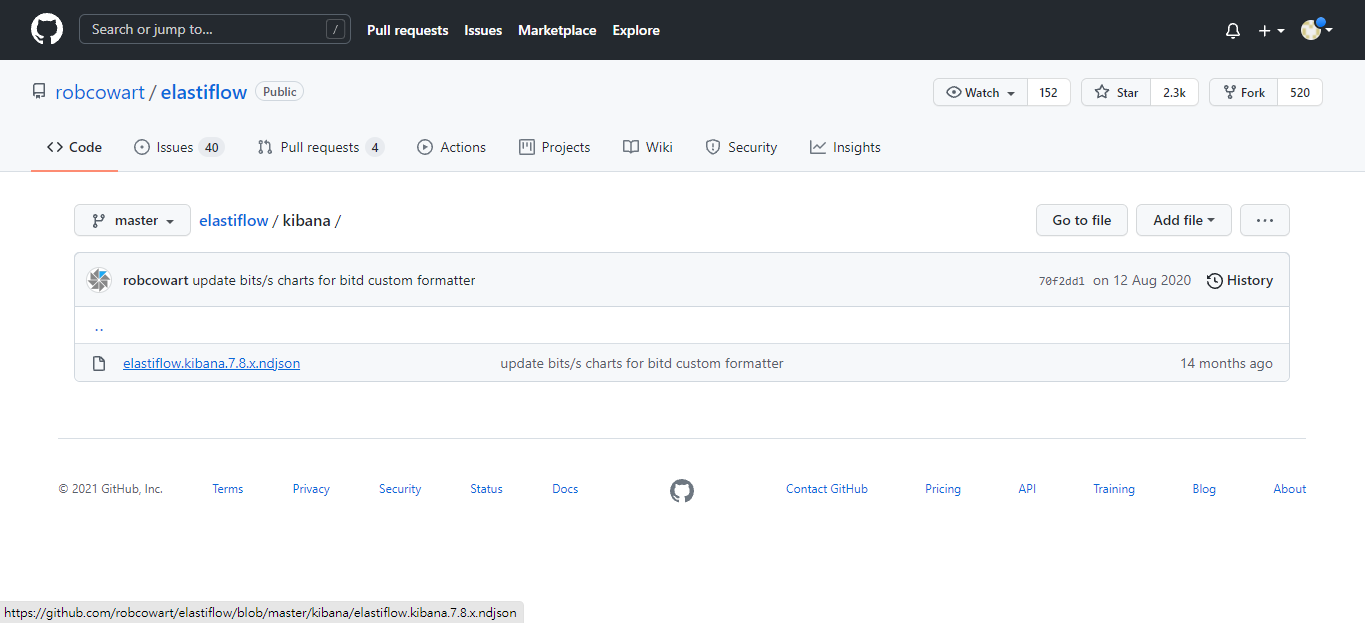 Search or jump to... / Pull requests Issues Marketplace Explore
robcowart / elastiflow Public Watch 152 Star 2.3k Fork 520
Code Issues 40 Pull requests 4 Actions Projects Wiki Security Insights
master elastiflow / kibana / Go to file Add file ...
robcowart update bits/s charts for bitd custom formatter 70f2dd1 on 12 Aug 2020 History
..
elastiflow.kibana.7.8.x.ndjson update bits/s charts for bitd custom formatter 14 months ago
© 2021 GitHub, Inc. Terms Privacy Security Status Docs Contact GitHub Pricing API Training Blog About
https://github.com/robcowart/elastiflow/blob/master/kibana/elastiflow.kibana.7.8.x.ndjson